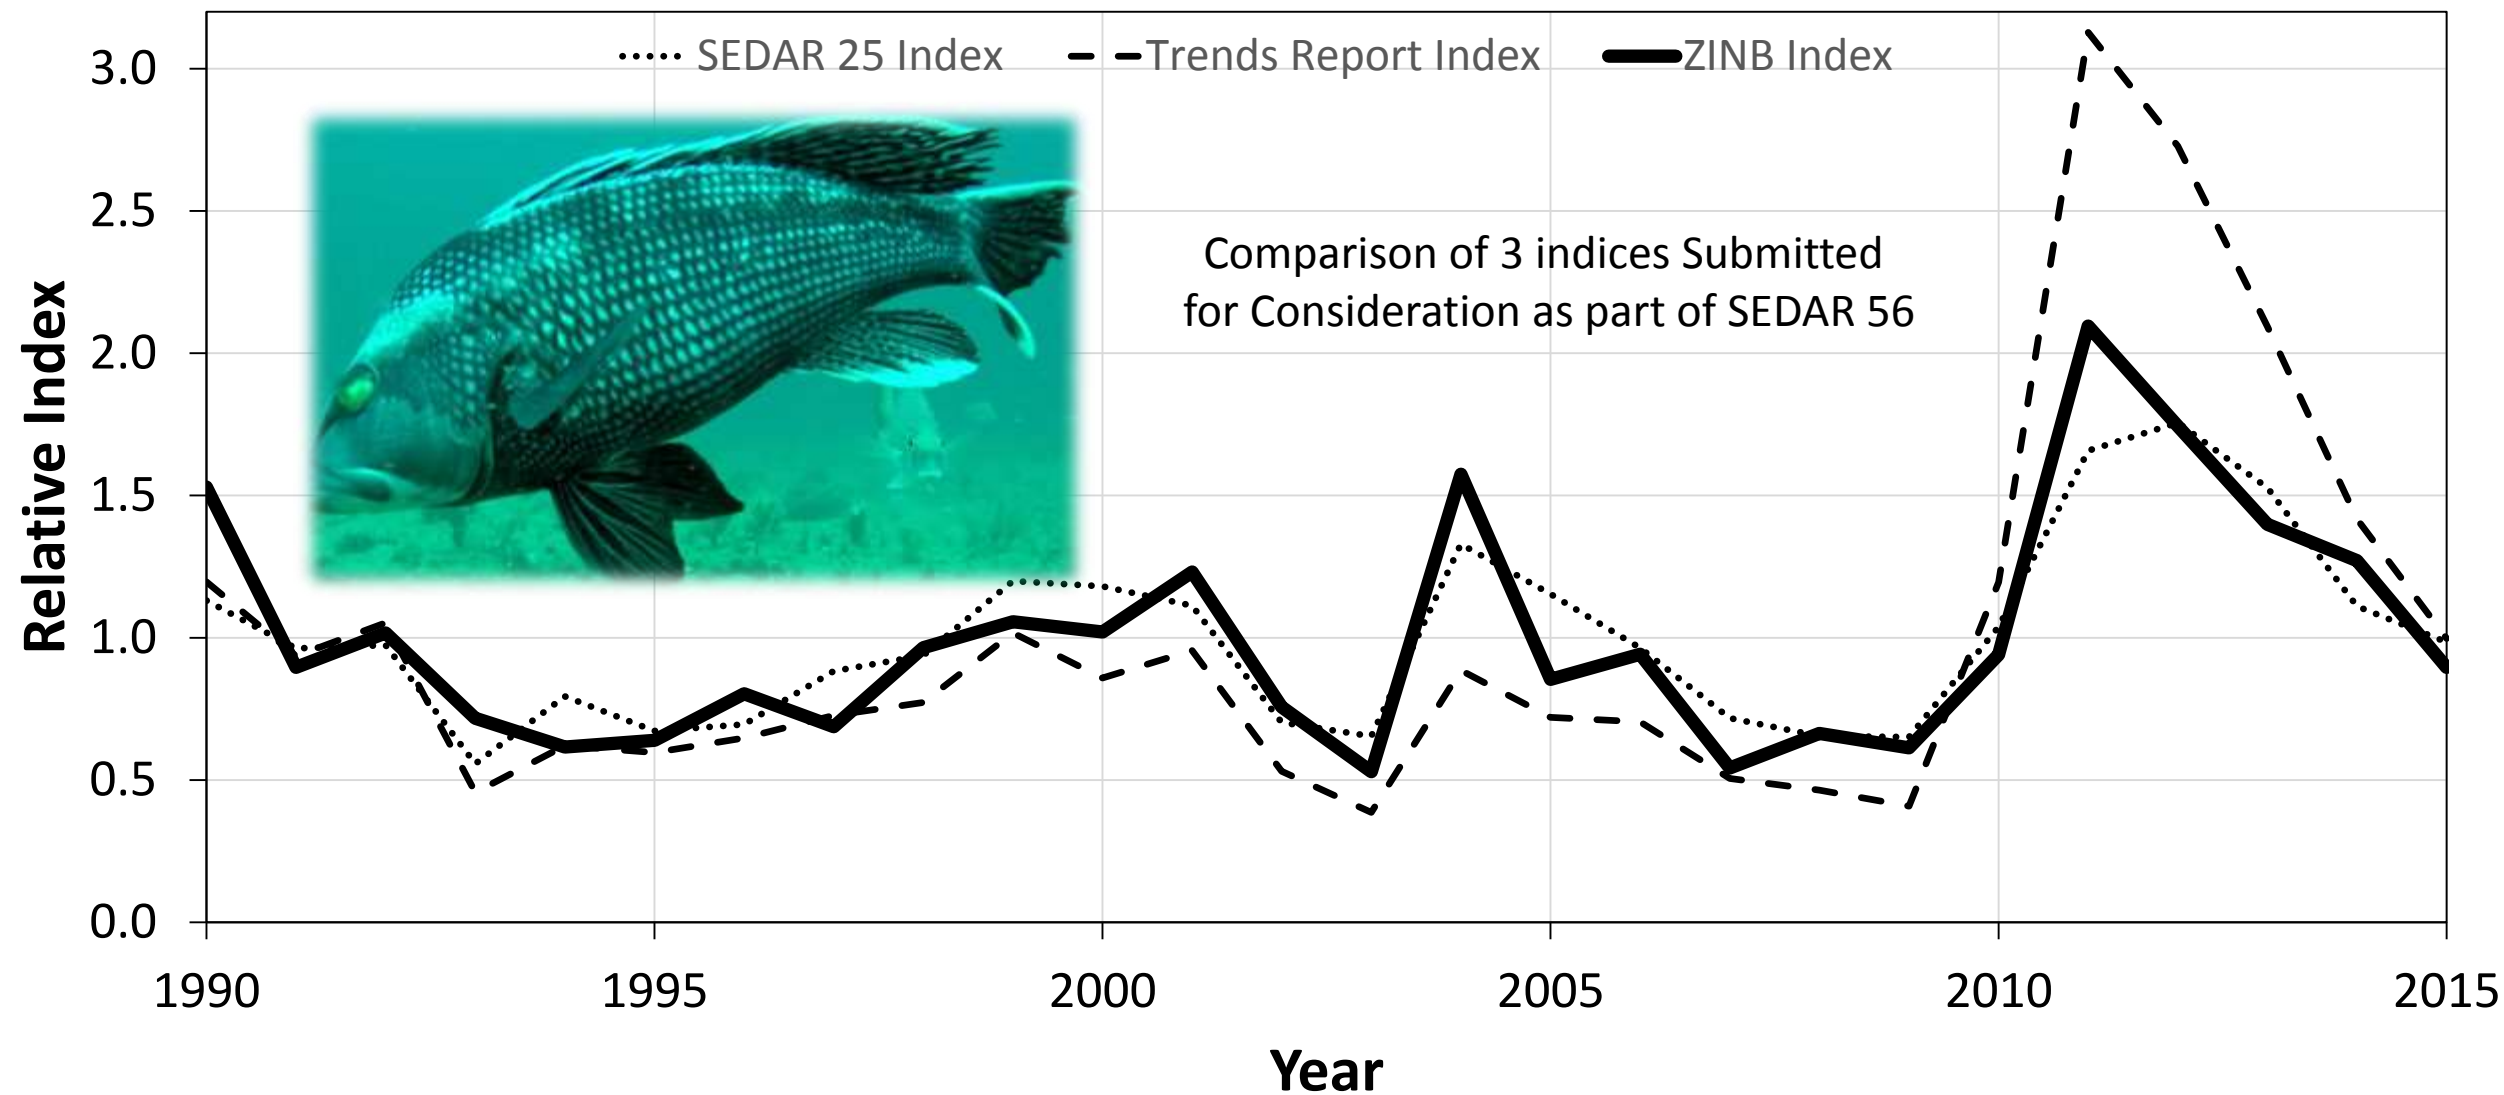 SEDAR 25 Index
Trends Report Index
ZINB Index
3.0
2.5
2.0
1.5
1.0
0.5
0.0
Relative Index
Comparison of 3 indices Submitted
for Consideration as part of SEDAR 56
1990
1995
2000
2005
2010
2015
Year